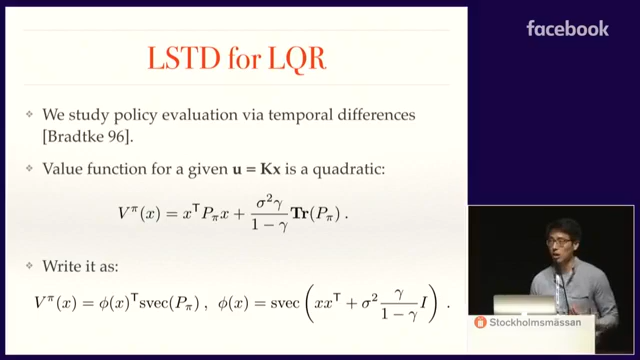 facebook
LSTD for LQR
❖ We study policy evaluation via temporal differences
[Bradtke 96].
❖ Value function for a given u = Kx is a quadratic:
V^π(x) = x^T P_π x + σ²γ/(1 − γ) Tr(P_π) .
❖ Write it as:
V^π(x) = φ(x)^T svec(P_π) , φ(x) = svec ( xx^T + σ² γ/(1 − γ) I ) .
Stockholmsmässan